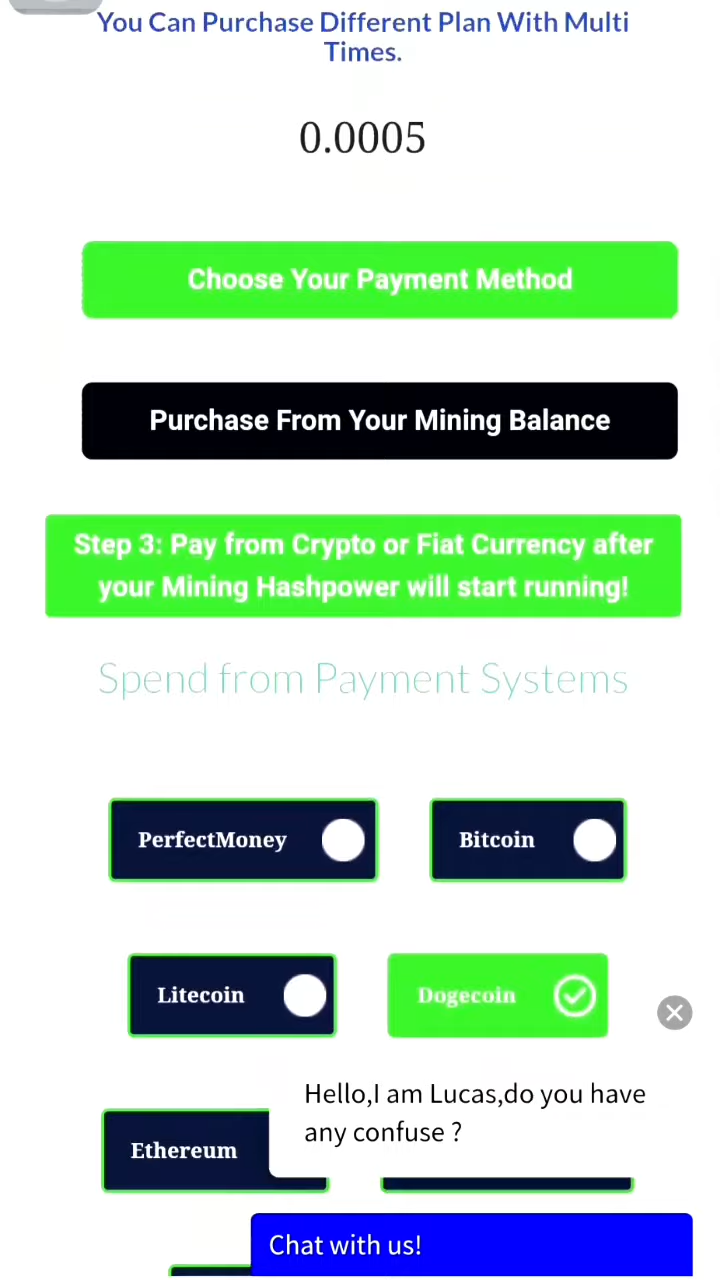 You Can Purchase Different Plan With Multi
Times.
0.0005
Choose Your Payment Method
Purchase From Your Mining Balance
Step 3: Pay from Crypto or Fiat Currency after
your Mining Hashpower will start running!
Spend from Payment Systems
PerfectMoney
Bitcoin
Litecoin
Dogecoin
Hello,I am Lucas,do you have
any confuse ?
Ethereum
Chat with us!